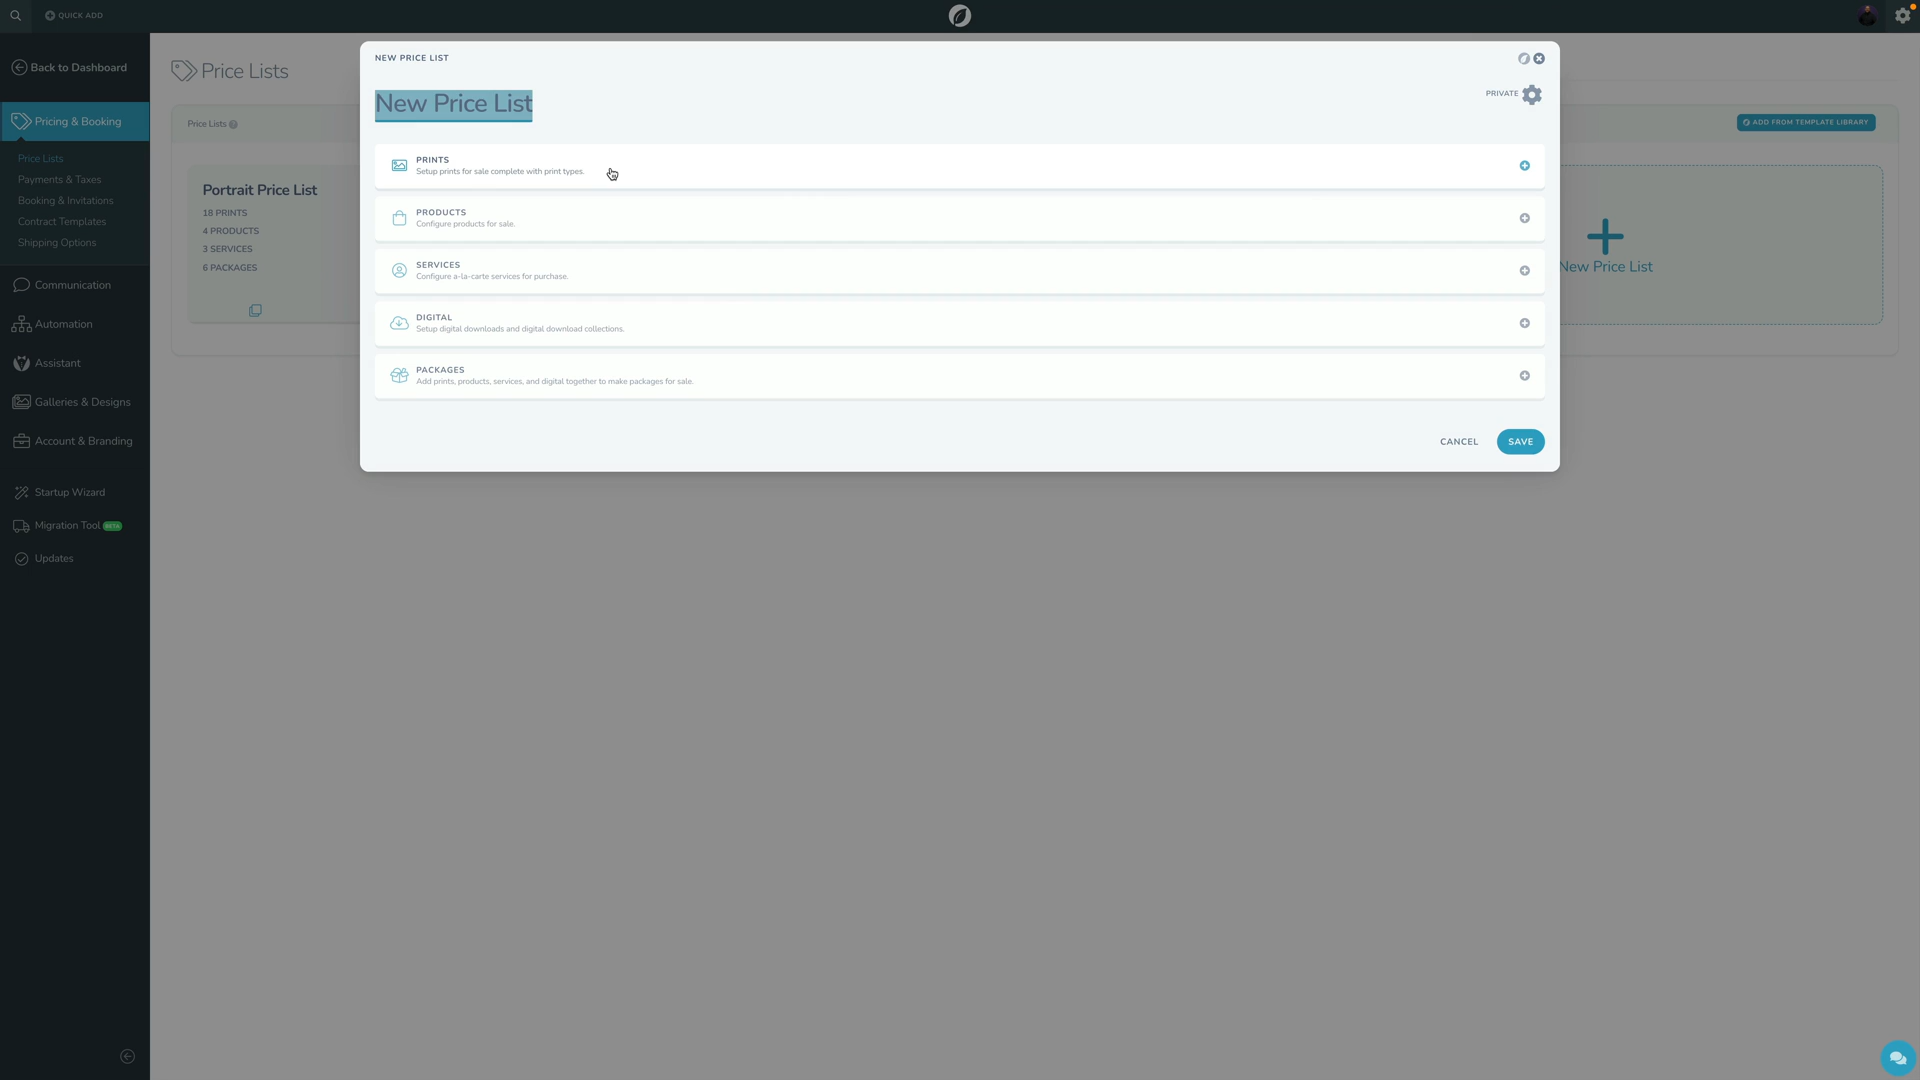 QUICK ADD
Back to Dashboard
Pricing & Booking
Price Lists
Payments & Taxes
Booking & Invitations
Contract Templates
Shipping Options
Communication
Automation
Assistant
Galleries & Designs
Account & Branding
Startup Wizard
Migration Tool BETA
Updates
Price Lists
Price Lists
ADD FROM TEMPLATE LIBRARY
Portrait Price List
18 PRINTS
4 PRODUCTS
3 SERVICES
6 PACKAGES
New Price List
NEW PRICE LIST
New Price List
PRIVATE
PRINTS
Setup prints for sale complete with print types.
PRODUCTS
Configure products for sale.
SERVICES
Configure a-la-carte services for purchase.
DIGITAL
Setup digital downloads and digital download collections.
PACKAGES
Add prints, products, services, and digital together to make packages for sale.
CANCEL
SAVE